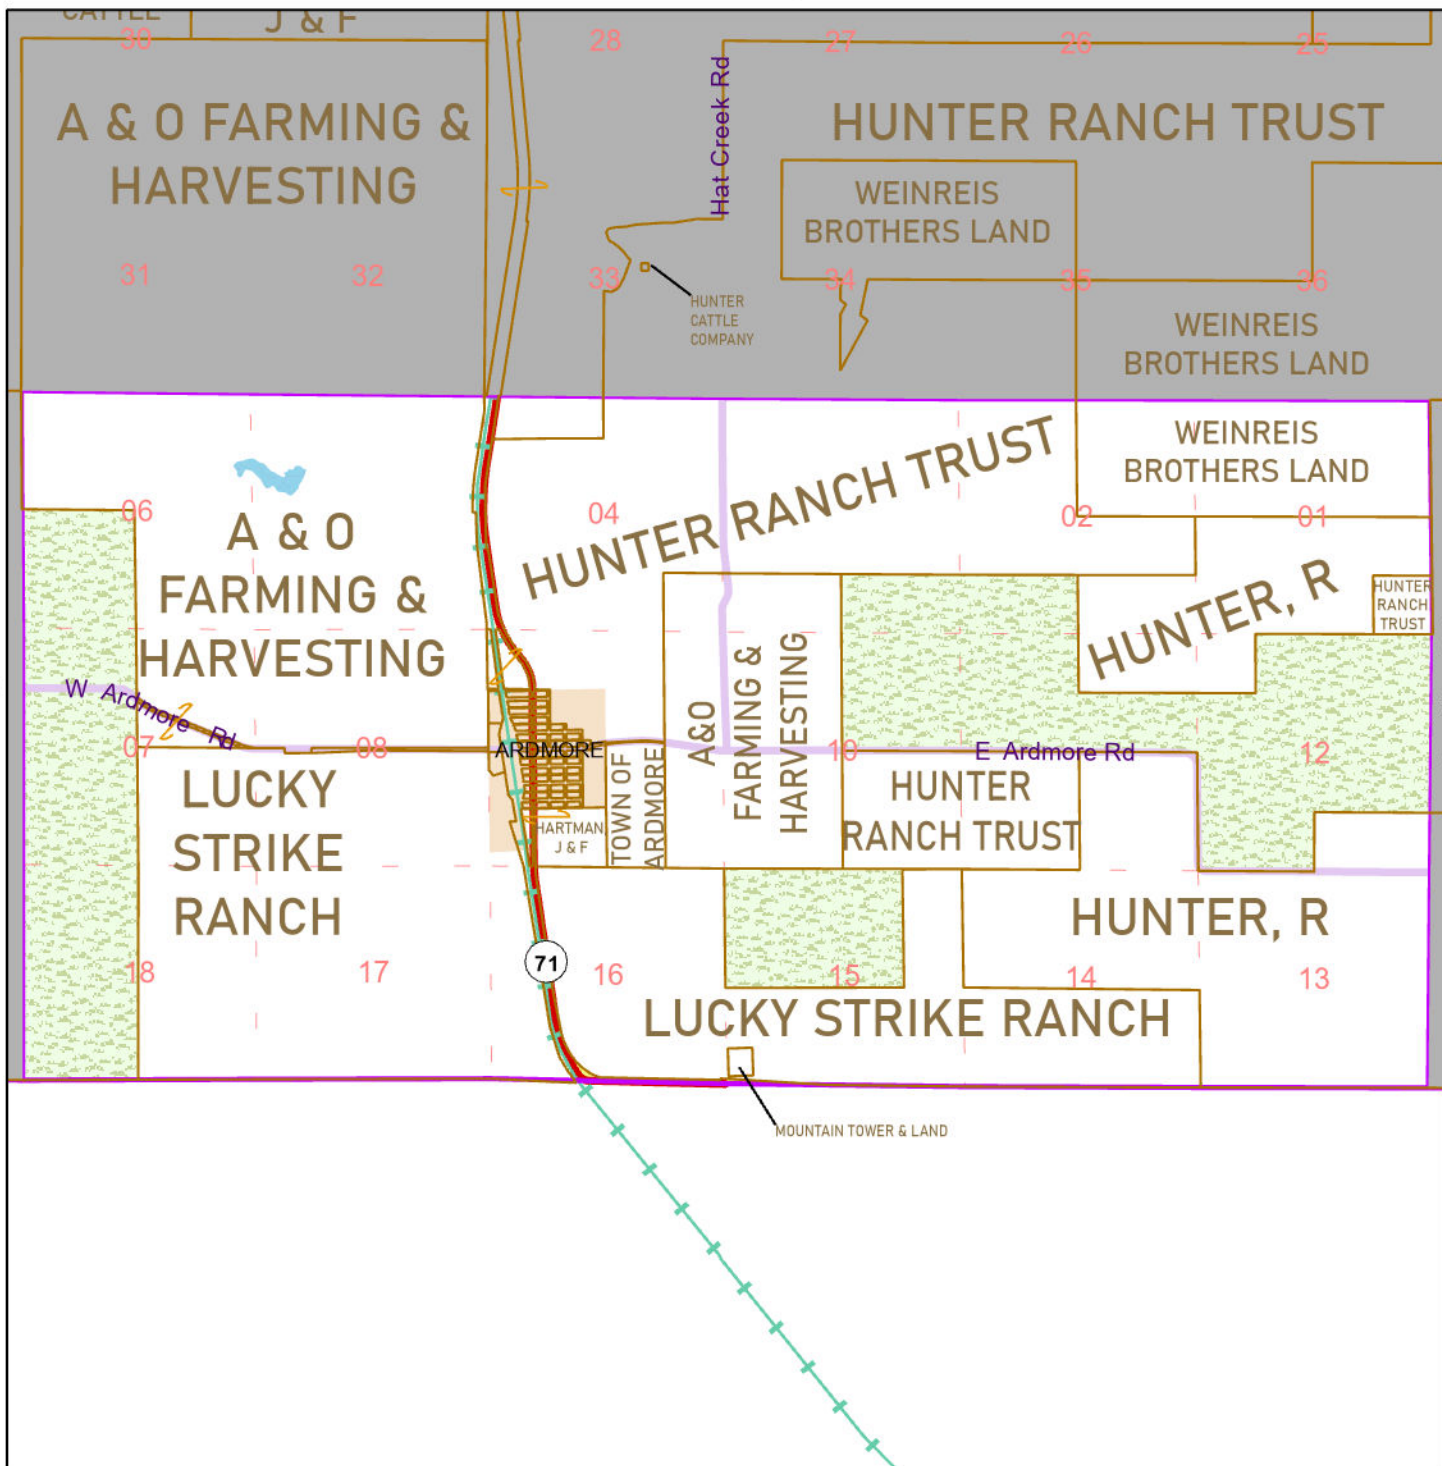 CATTLE
J & F
30
28
27
26
25
A & O FARMING &
HARVESTING
Hat Creek Rd
HUNTER RANCH TRUST
WEINREIS
BROTHERS LAND
31
32
33
34
35
36
HUNTER
CATTLE
COMPANY
WEINREIS
BROTHERS LAND
WEINREIS
BROTHERS LAND
HUNTER RANCH TRUST
06
04
02
01
A & O
FARMING &
HARVESTING
HUNTER, R
HUNTER
RANCH
TRUST
W Ardmore Rd
07
08
ARDMORE
A&O
FARMING &
HARVESTING
10
E Ardmore Rd
12
LUCKY
STRIKE
RANCH
HARTMAN,
J & F
TOWN OF
ARDMORE
HUNTER
RANCH TRUST
HUNTER, R
71
18
17
16
15
14
13
LUCKY STRIKE RANCH
MOUNTAIN TOWER & LAND